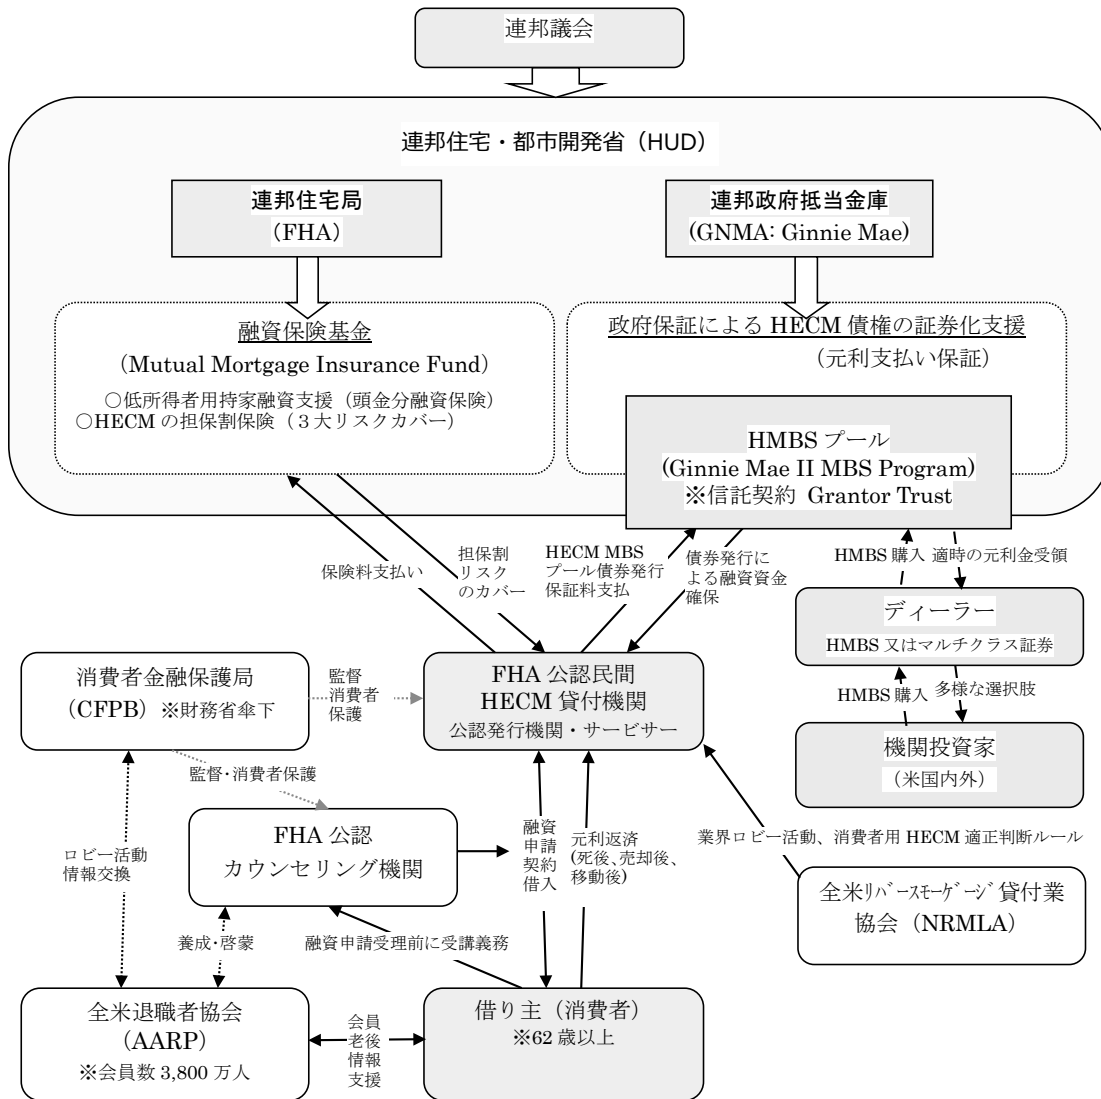 連邦議会
連邦住宅・都市開発省（HUD）
連邦住宅局
（FHA）
連邦政府抵当金庫
(GNMA: Ginnie Mae)
融資保険基金
（Mutual Mortgage Insurance Fund）
○低所得者用持家融資支援（頭金分融資保険）
○HECM の担保割保険（３大リスクカバー）
政府保証による HECM 債権の証券化支援
（元利支払い保証）
HMBS プール
(Ginnie Mae II MBS Program)
※信託契約 Grantor Trust
保険料支払い
担保割
リスク
のカバー
HECM MBS
プール債券発行
保証料支払
債券発行に
よる融資資金
確保
HMBS 購入
適時の元利金受領
ディーラー
HMBS 又はマルチクラス証券
HMBS 購入
多様な選択肢
機関投資家
（米国内外）
消費者金融保護局
（CFPB）※財務省傘下
監督
消費者
保護
FHA 公認民間
HECM 貸付機関
公認発行機関・サービサー
監督・消費者保護
FHA 公認
カウンセリング機関
融資
申請
契約
借入
元利返済
(死後、売却後、
移動後)
業界ロビー活動、消費者用 HECM 適正判断ルール
ロビー活動
情報交換
全米ﾘﾊﾞｰｽﾓｰｹﾞｰｼﾞ貸付業
協会（NRMLA）
養成・啓蒙
融資申請受理前に受講義務
全米退職者協会
（AARP）
※会員数 3,800 万人
会員
老後
情報
支援
借り主（消費者）
※62 歳以上